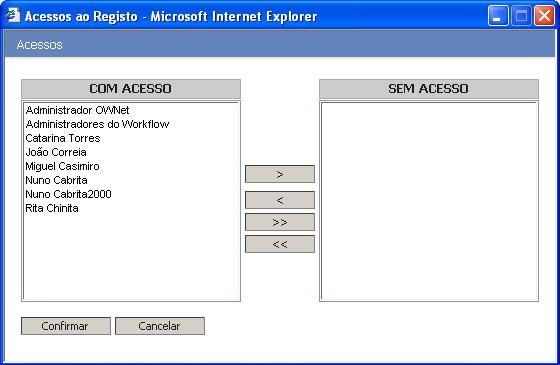 Acessos ao Registo - Microsoft Internet Explorer
Acessos
COM ACESSO
Administrador OWNet
Administradores do Workflow
Catarina Torres
João Correia
Miguel Casimiro
Nuno Cabrita
Nuno Cabrita2000
Rita Chinita
>
<
>>
<<
SEM ACESSO
Confirmar
Cancelar